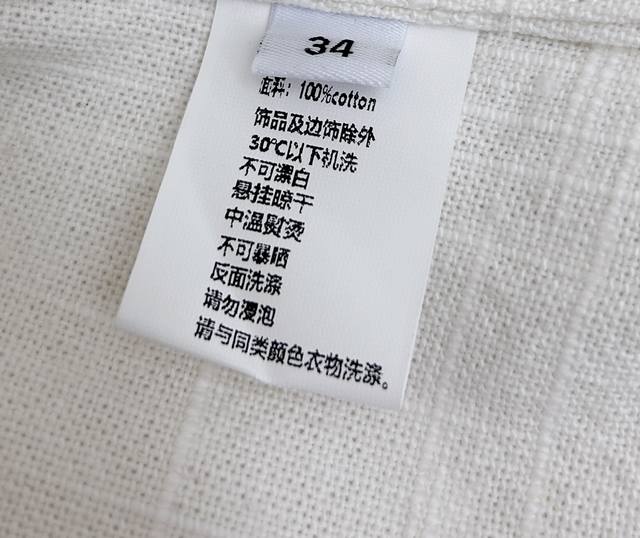 34
面料：100%cotton
饰品及边饰除外
30℃以下机洗
不可漂白
悬挂晾干
中温熨烫
不可暴晒
反面洗涤
请勿浸泡
请与同类颜色衣物洗涤。